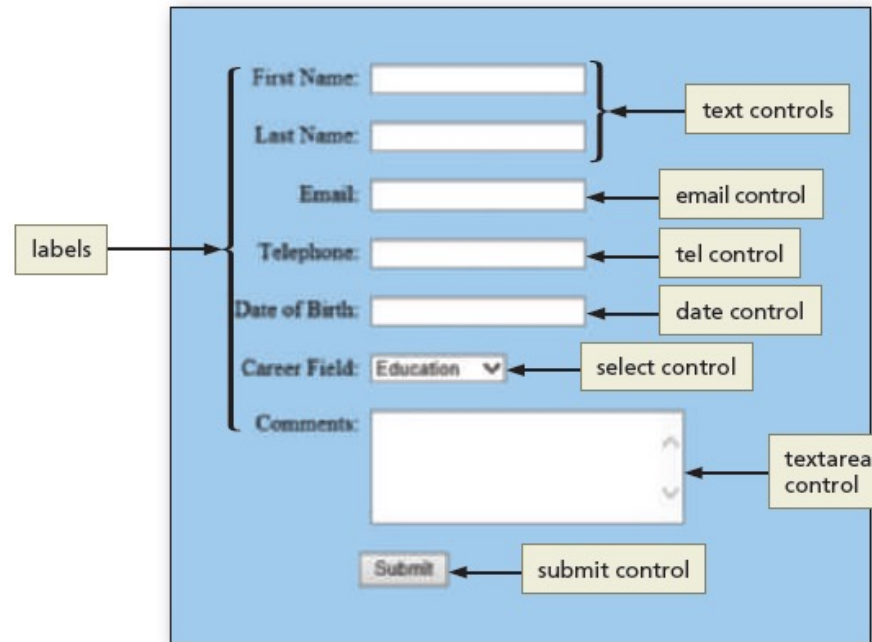 First Name:
text controls
Last Name:
Email:
email control
labels
Telephone:
tel control
Date of Birth:
date control
Career Field:
Education
select control
Comments:
textarea
control
Submit
submit control